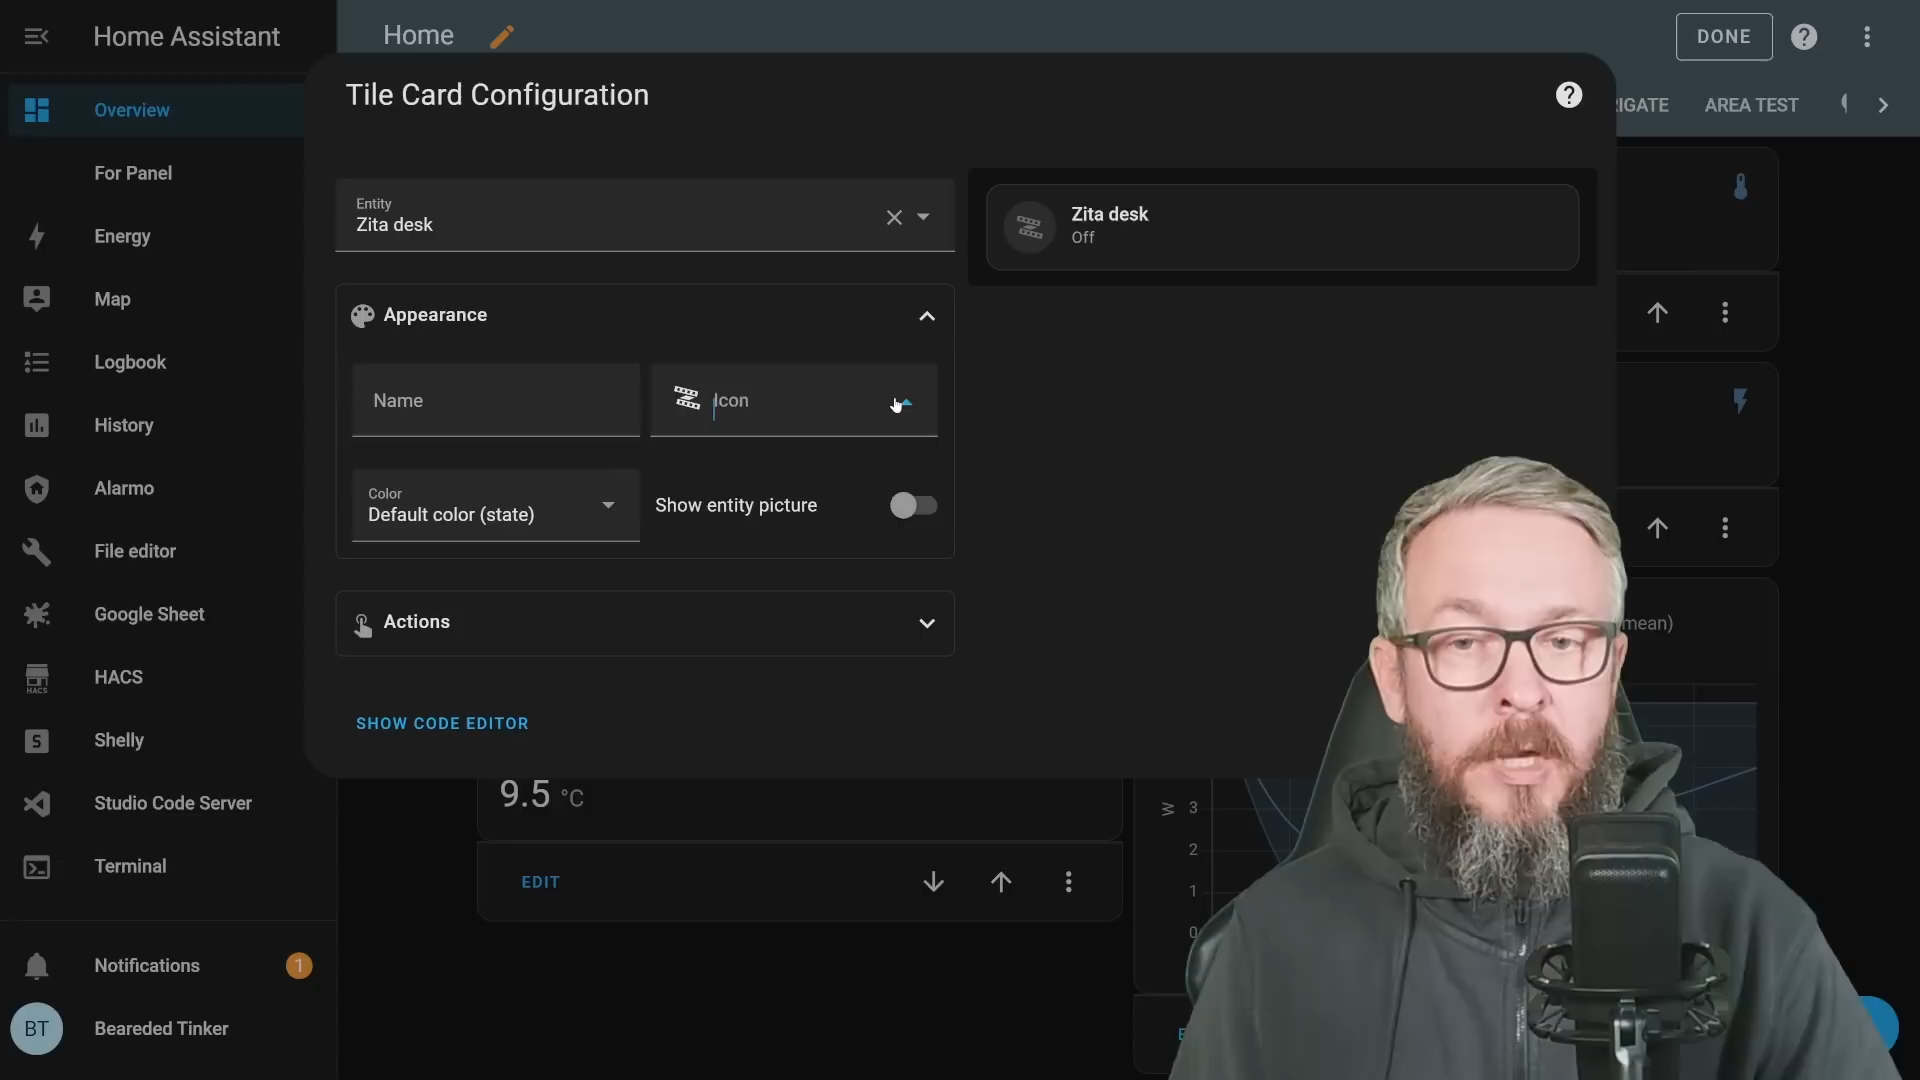 Home Assistant
Home
DONE
Overview
For Panel
Energy
Map
Logbook
History
Alarmo
File editor
Google Sheet
HACS
HACS
Shelly
Studio Code Server
Terminal
Notifications
1
BT
Bearded Tinker
Tile Card Configuration
IGATE
AREA TEST
Entity
Zita desk
Zita desk
Off
Appearance
Name
Icon
Color
Default color (state)
Show entity picture
Actions
SHOW CODE EDITOR
mean)
9.5 °C
EDIT
W
3
2
1
0
E